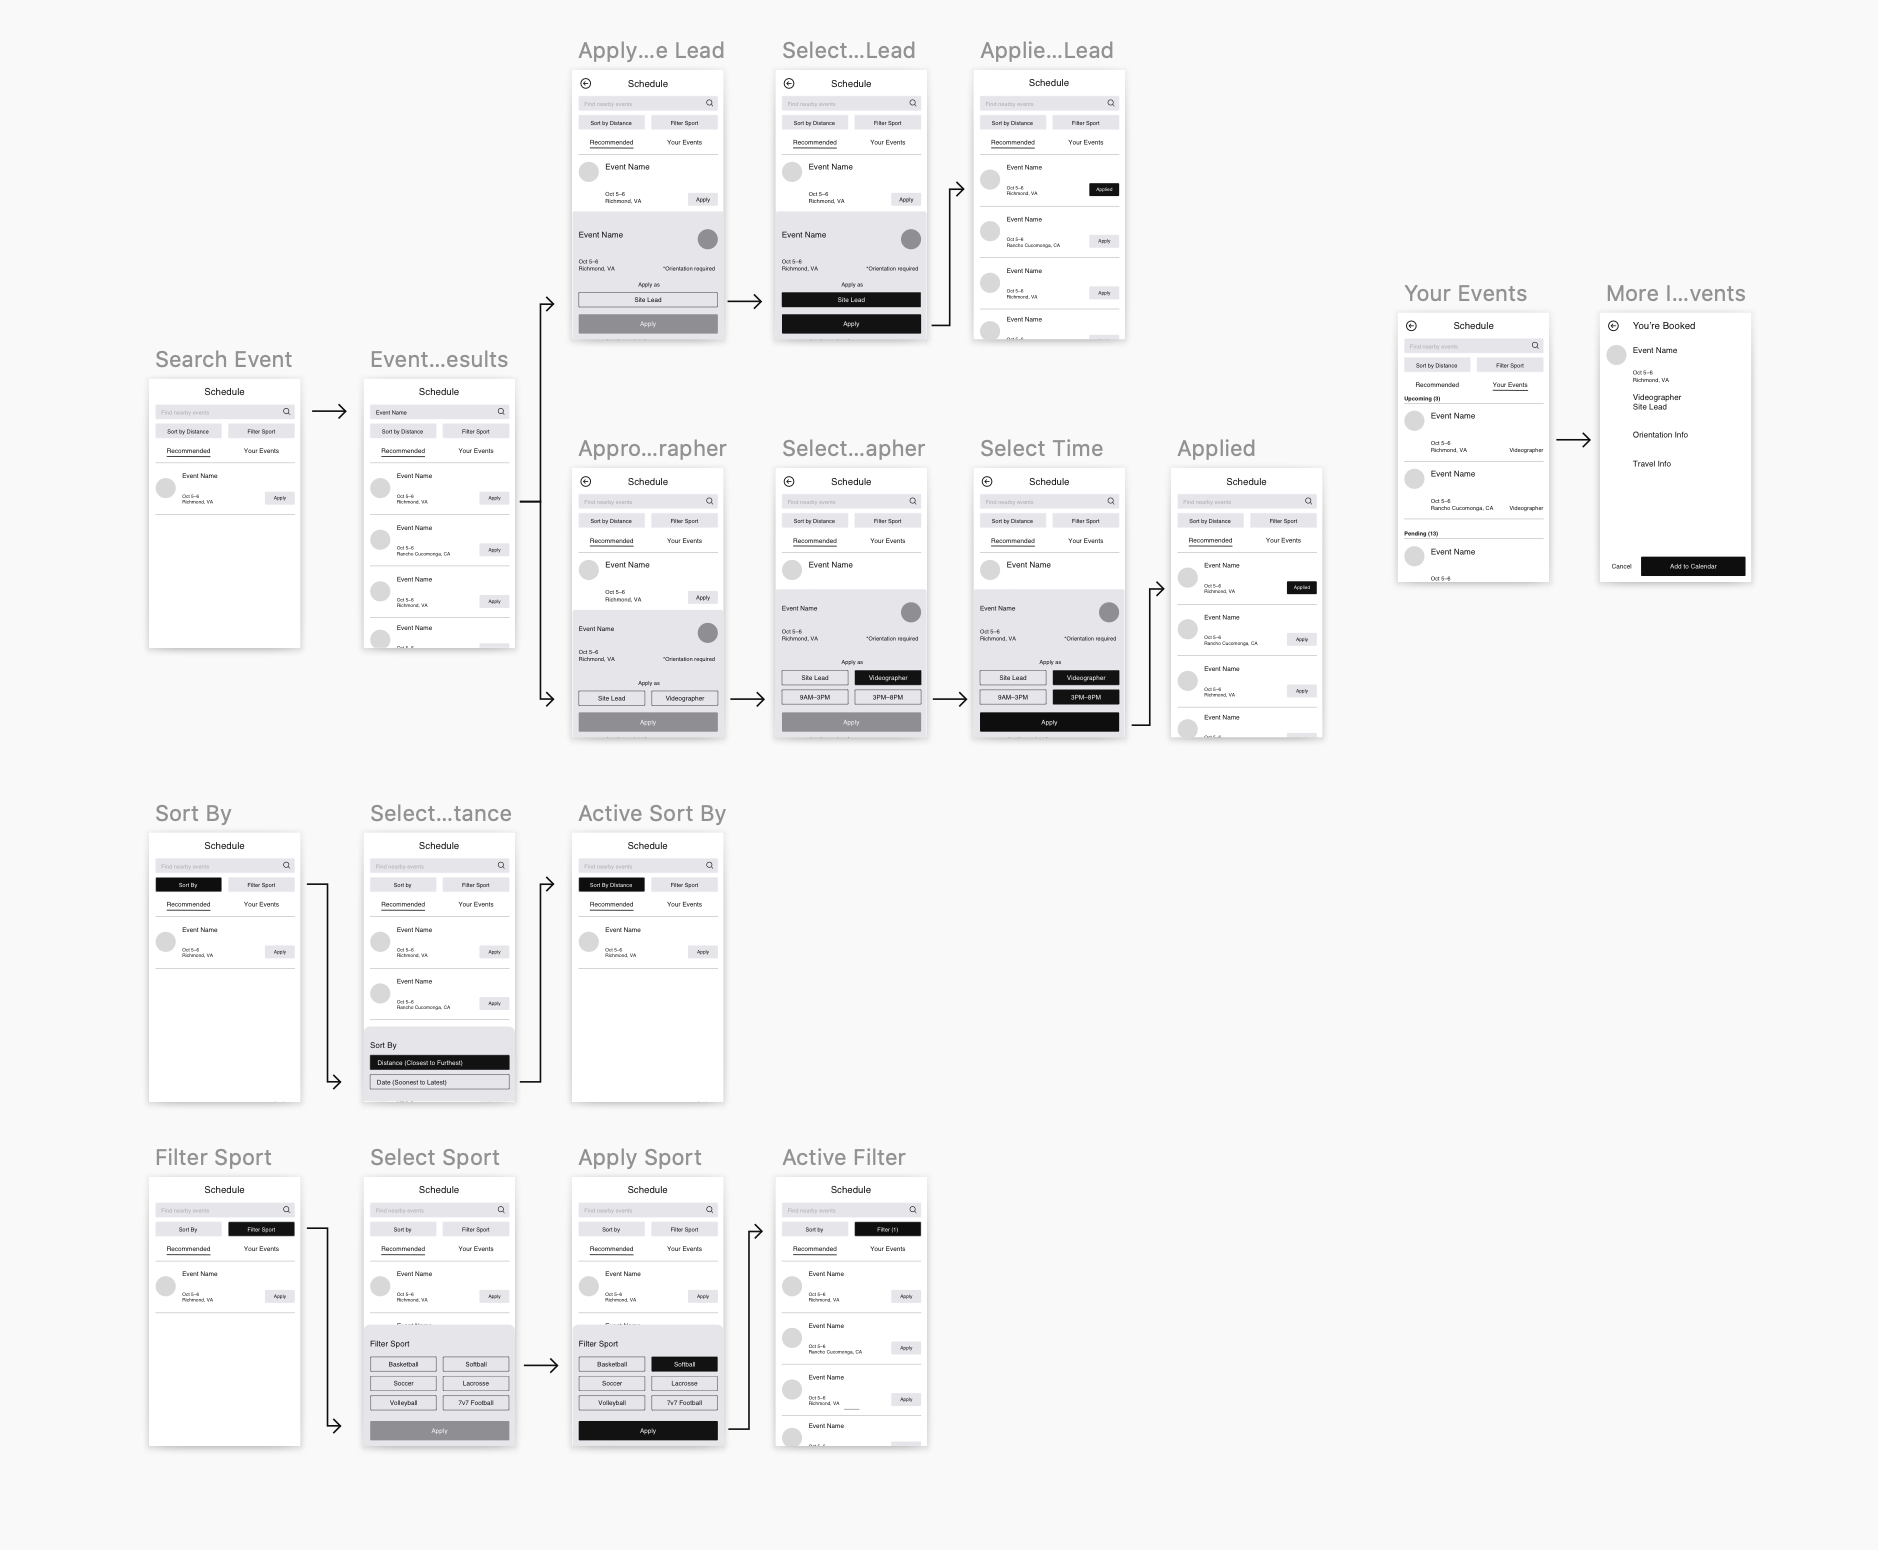 Apply...e Lead
Schedule
Find nearby events
Sort by Distance
Filter Sport
Recommended
Your Events
Event Name
Oct 5–6
Richmond, VA
Apply
Event Name
Oct 5–6
Richmond, VA
*Orientation required
Apply as
Site Lead
Apply
Select...Lead
Schedule
Find nearby events
Sort by Distance
Filter Sport
Recommended
Your Events
Event Name
Oct 5–6
Richmond, VA
Apply
Event Name
Oct 5–6
Richmond, VA
*Orientation required
Apply as
Site Lead
Apply
Applie...Lead
Schedule
Find nearby events
Sort by Distance
Filter Sport
Recommended
Your Events
Event Name
Oct 5–6
Richmond, VA
Applied
Event Name
Oct 5–6
Rancho Cucomonga, CA
Apply
Event Name
Oct 5–6
Richmond, VA
Apply
Event Name
Your Events
Schedule
Find nearby events
Sort by Distance
Filter Sport
Recommended
Your Events
Upcoming (3)
Event Name
Oct 5–6
Richmond, VA
Videographer
Event Name
Oct 5–6
Rancho Cucomonga, CA
Videographer
Pending (13)
Event Name
Oct 5–6
More I...vents
You're Booked
Event Name
Oct 5–6
Richmond, VA
Videographer
Site Lead
Orientation Info
Travel Info
Cancel
Add to Calendar
Search Event
Schedule
Find nearby events
Sort by Distance
Filter Sport
Recommended
Your Events
Event Name
Oct 5–6
Richmond, VA
Apply
Event...esults
Schedule
Event Name
Sort by Distance
Filter Sport
Recommended
Your Events
Event Name
Oct 5–6
Richmond, VA
Apply
Event Name
Oct 5–6
Rancho Cucomonga, CA
Apply
Event Name
Oct 5–6
Richmond, VA
Apply
Event Name
Oct 5–6
Appro...rapher
Schedule
Find nearby events
Sort by Distance
Filter Sport
Recommended
Your Events
Event Name
Oct 5–6
Richmond, VA
Apply
Event Name
Oct 5–6
Richmond, VA
*Orientation required
Apply as
Site Lead
Videographer
Apply
Select...apher
Schedule
Find nearby events
Sort by Distance
Filter Sport
Recommended
Your Events
Event Name
Event Name
Oct 5–6
Richmond, VA
*Orientation required
Apply as
Site Lead
Videographer
9AM–3PM
3PM–8PM
Apply
Select Time
Schedule
Find nearby events
Sort by Distance
Filter Sport
Recommended
Your Events
Event Name
Event Name
Oct 5–6
Richmond, VA
*Orientation required
Apply as
Site Lead
Videographer
9AM–3PM
3PM–8PM
Apply
Applied
Schedule
Find nearby events
Sort by Distance
Filter Sport
Recommended
Your Events
Event Name
Oct 5–6
Richmond, VA
Applied
Event Name
Oct 5–6
Rancho Cucomonga, CA
Apply
Event Name
Oct 5–6
Richmond, VA
Apply
Event Name
Oct 5–6
Sort By
Schedule
Find nearby events
Sort By
Filter Sport
Recommended
Your Events
Event Name
Oct 5–6
Richmond, VA
Apply
Select...tance
Schedule
Find nearby events
Sort by
Filter Sport
Recommended
Your Events
Event Name
Oct 5–6
Richmond, VA
Apply
Event Name
Oct 5–6
Rancho Cucomonga, CA
Apply
Sort By
Distance (Closest to Furthest)
Date (Soonest to Latest)
Active Sort By
Schedule
Find nearby events
Sort By Distance
Filter Sport
Recommended
Your Events
Event Name
Oct 5–6
Richmond, VA
Apply
Filter Sport
Schedule
Find nearby events
Sort By
Filter Sport
Recommended
Your Events
Event Name
Oct 5–6
Richmond, VA
Apply
Select Sport
Schedule
Find nearby events
Sort by
Filter Sport
Recommended
Your Events
Event Name
Oct 5–6
Richmond, VA
Apply
Filter Sport
Basketball
Softball
Soccer
Lacrosse
Volleyball
7v7 Football
Apply
Apply Sport
Schedule
Find nearby events
Sort by
Filter Sport
Recommended
Your Events
Event Name
Oct 5–6
Richmond, VA
Apply
Filter Sport
Basketball
Softball
Soccer
Lacrosse
Volleyball
7v7 Football
Apply
Active Filter
Schedule
Find nearby events
Sort by
Filter (1)
Recommended
Your Events
Event Name
Oct 5–6
Richmond, VA
Apply
Event Name
Oct 5–6
Rancho Cucomonga, CA
Apply
Event Name
Oct 5–6
Richmond, VA
Apply
Event Name